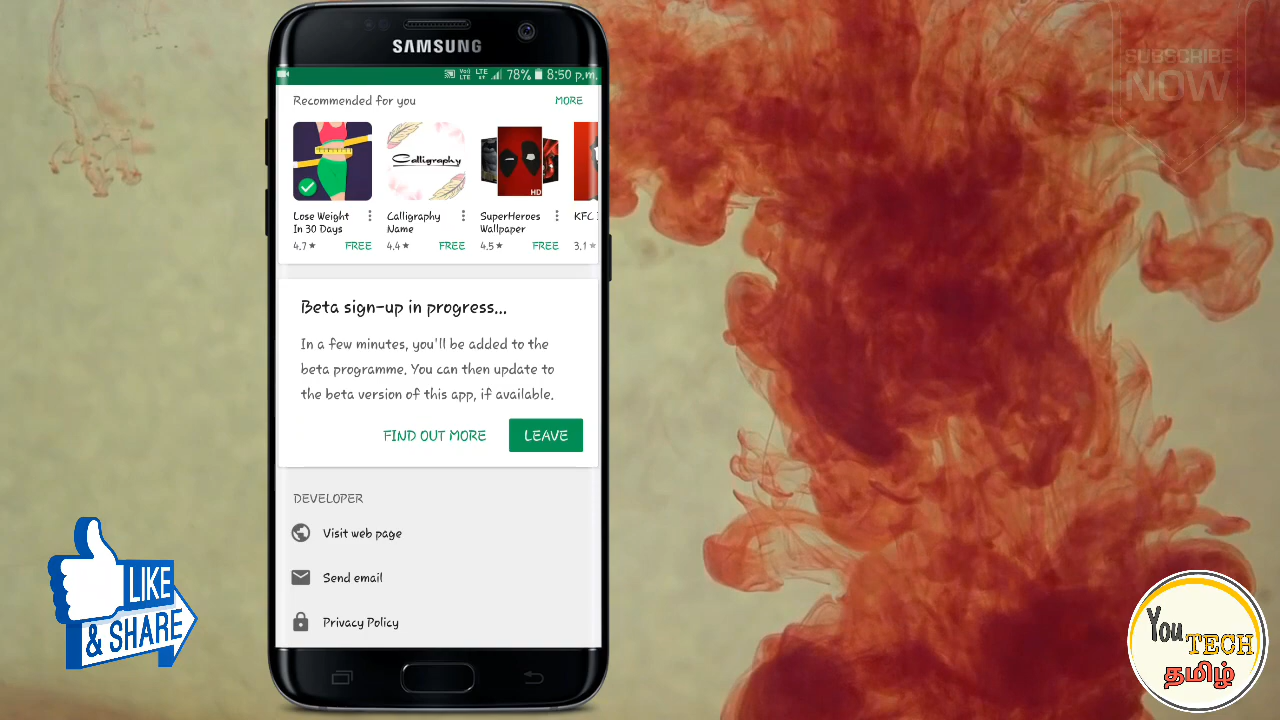 SAMSUNG
SUBSCRIBE
NOW
VoLTE LTE 78% 8:50 p.m.
Recommended for you MORE
Calligraphy
HD
Lose Weight
In 30 Days
4.7★ FREE
Calligraphy
Name
4.4★ FREE
SuperHeroes
Wallpaper
4.5★ FREE
KFC
3.1★
Beta sign-up in progress...
In a few minutes, you'll be added to the
beta programme. You can then update to
the beta version of this app, if available.
FIND OUT MORE LEAVE
DEVELOPER
Visit web page
Send email
Privacy Policy
LIKE
& SHARE
You
TECH
தமிழ்